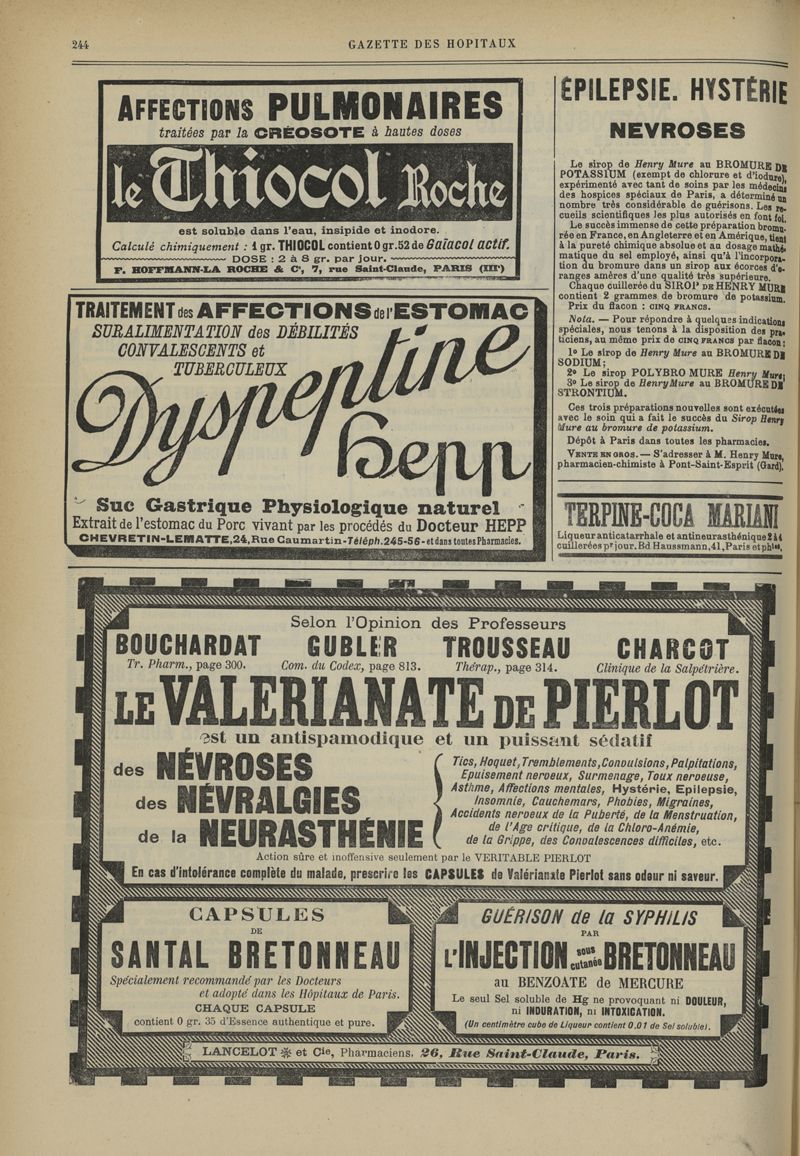 244
GAZETTE DES HOPITAUX
AFFECTIONS PULMONAIRES
traitées par la CRÉOSOTE à hautes doses
le Thiocol Roche
est soluble dans l'eau, insipide et inodore.
Calculé chimiquement : 1 gr. THIOCOL contient 0 gr. 52 de Gaïacol actif.
DOSE : 2 à 8 gr. par jour.
F. HOFFMANN-LA ROCHE & Cⁱᵉ, 7, rue Saint-Claude, PARIS (IIIᵉ)
TRAITEMENT des AFFECTIONS de l'ESTOMAC
SURALIMENTATION des DÉBILITÉS
CONVALESCENTS et
TUBERCULEUX
Dyspeptine
Hepp
Suc Gastrique Physiologique naturel
Extrait de l'estomac du Porc vivant par les procédés du Docteur HEPP
CHEVRETIN-LEMATTE, 24, Rue Caumartin - Téléph. 245-56 - et dans toutes Pharmacies.
ÉPILEPSIE. HYSTÉRIE
NEVROSES
Le sirop de Henry Mure au BROMURE DE
POTASSIUM (exempt de chlorure et d'iodure),
expérimenté avec tant de soins par les médecins
des hospices spéciaux de Paris, a déterminé un
nombre très considérable de guérisons. Les re-
cueils scientifiques les plus autorisés en font foi.
Le succès immense de cette préparation bromu-
rée en France, en Angleterre et en Amérique, tient
à la pureté chimique absolue et au dosage mathé-
matique du sel employé, ainsi qu'à l'incorpora-
tion du bromure dans un sirop aux écorces d'o-
ranges amères d'une qualité très supérieure.
Chaque cuillerée du SIROP DE HENRY MURE
contient 2 grammes de bromure de potassium.
Prix du flacon : CINQ FRANCS.
Nota. — Pour répondre à quelques indications
spéciales, nous tenons à la disposition des pra-
ticiens, au même prix de CINQ FRANCS par flacon :
1º Le sirop de Henry Mure au BROMURE DE
SODIUM ;
2º Le sirop POLYBROMURE Henry Mure;
3º Le sirop de Henry Mure au BROMURE DE
STRONTIUM.
Ces trois préparations nouvelles sont exécutées
avec le soin qui a fait le succès du Sirop Henry
Mure au bromure de potassium.
Dépôt à Paris dans toutes les pharmacies.
VENTE EN GROS. — S'adresser à M. Henry Mure,
pharmacien-chimiste à Pont-Saint-Esprit (Gard).
TERPINE-COCA MARIANI
Liqueur anticatarrhale et antineurasthénique 2 à 4
cuillerées pʳ jour. Bd Haussmann, 41, Paris et phⁱᵉˢ.
Selon l'Opinion des Professeurs
BOUCHARDAT GUBLER TROUSSEAU CHARCOT
Tr. Pharm., page 300. Com. du Codex, page 813. Thérap., page 314. Clinique de la Salpétrière.
LE VALERIANATE DE PIERLOT
est un antispamodique et un puissant sédatif
des NÉVROSES
des NÉVRALGIES
de la NEURASTHÉNIE
Tics, Hoquet, Tremblements, Convulsions, Palpitations,
Epuisement nerveux, Surmenage, Toux nerveuse,
Asthme, Affections mentales, Hystérie, Epilepsie,
Insomnie, Cauchemars, Phobies, Migraines,
Accidents nerveux de la Puberté, de la Menstruation,
de l'Age critique, de la Chloro-Anémie,
de la Grippe, des Convalescences difficiles, etc.
Action sûre et inoffensive seulement par le VERITABLE PIERLOT
En cas d'intolérance complète du malade, prescrire les CAPSULES de Valérianate Pierlot sans odeur ni saveur.
CAPSULES
DE
SANTAL BRETONNEAU
Spécialement recommandé par les Docteurs
et adopté dans les Hôpitaux de Paris.
CHAQUE CAPSULE
contient 0 gr. 35 d'Essence authentique et pure.
GUÉRISON de la SYPHILIS
PAR
L'INJECTION sous cutanée BRETONNEAU
au BENZOATE de MERCURE
Le seul Sel soluble de Hg ne provoquant ni DOULEUR,
ni INDURATION, ni INTOXICATION.
(Un centimètre cube de Liqueur contient 0.01 de Sel soluble).
LANCELOT et Cie, Pharmaciens, 26, Rue Saint-Claude, Paris.